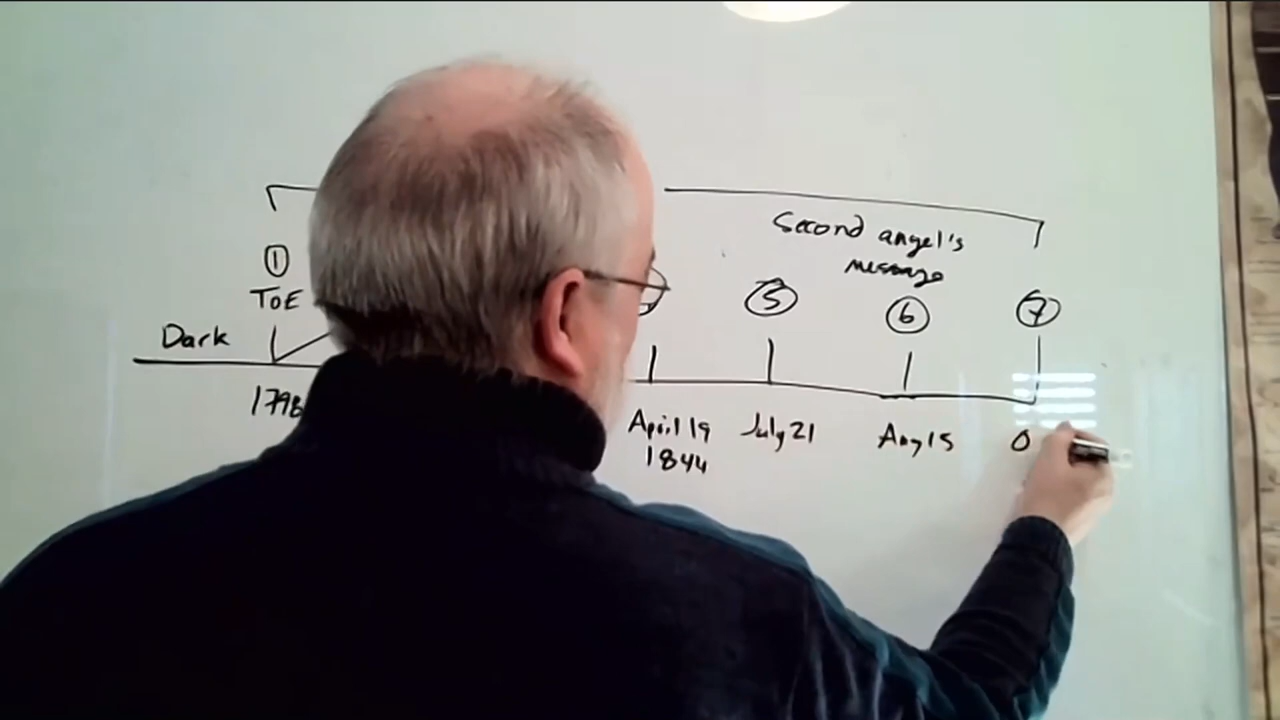 Second angel's
message
①
TOE
⑤
⑥
⑦
Dark
1798
April 19
1844
July 21
Aug 15
O